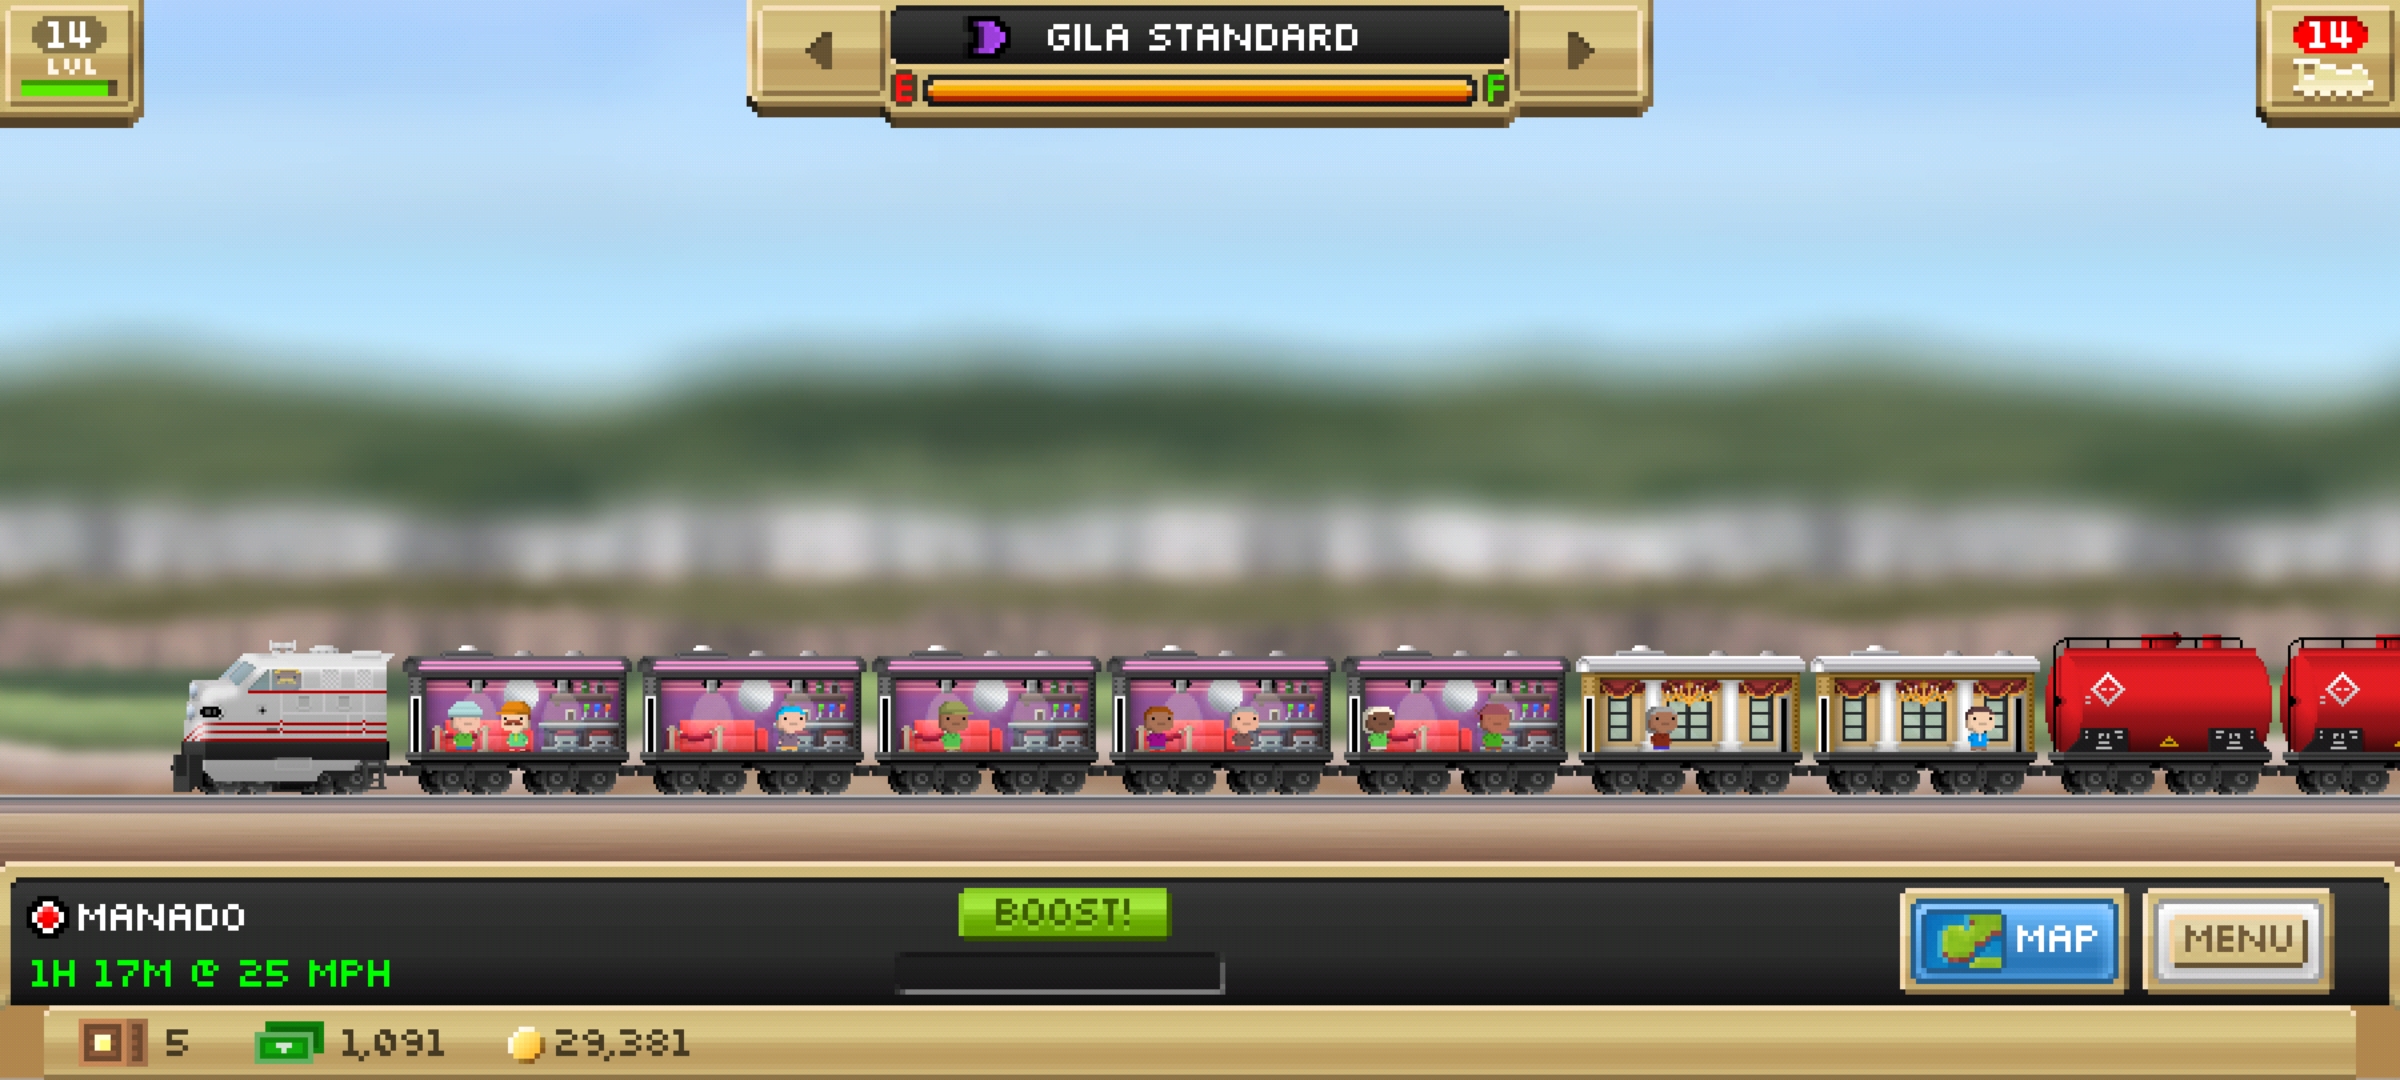 14
LVL
GILA STANDARD
E F
14
MANADO
1H 17M @ 25 MPH
BOOST!
MAP
MENU
5
1,091
29,381